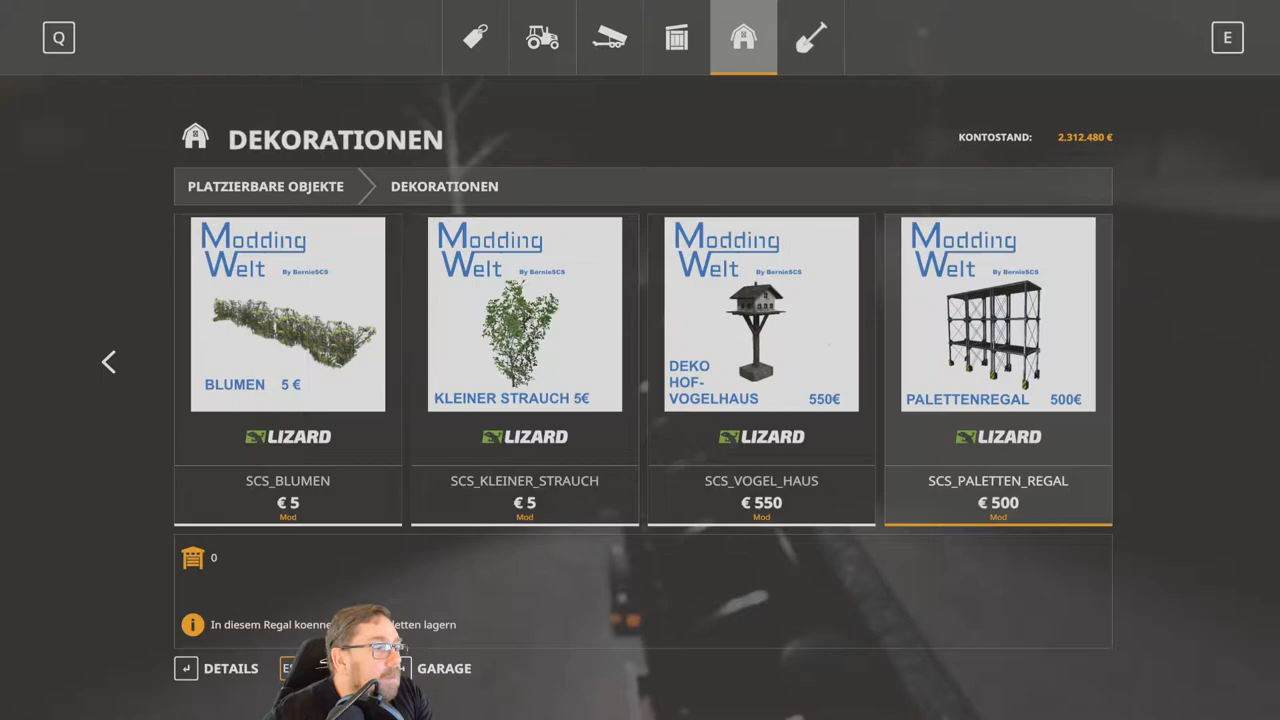 Q
E
DEKORATIONEN
KONTOSTAND: 2.312.480 €
PLATZIERBARE OBJEKTE
DEKORATIONEN
Modding
Welt By BernieSCS
BLUMEN 5 €
LIZARD
SCS_BLUMEN
€ 5
Mod
Modding
Welt By BernieSCS
KLEINER STRAUCH 5€
LIZARD
SCS_KLEINER_STRAUCH
€ 5
Mod
Modding
Welt By BernieSCS
DEKO
HOF-
VOGELHAUS 550€
LIZARD
SCS_VOGEL_HAUS
€ 550
Mod
Modding
Welt By BernieSCS
PALETTENREGAL 500€
LIZARD
SCS_PALETTEN_REGAL
€ 500
Mod
0
In diesem Regal lagern
DETAILS
GARAGE